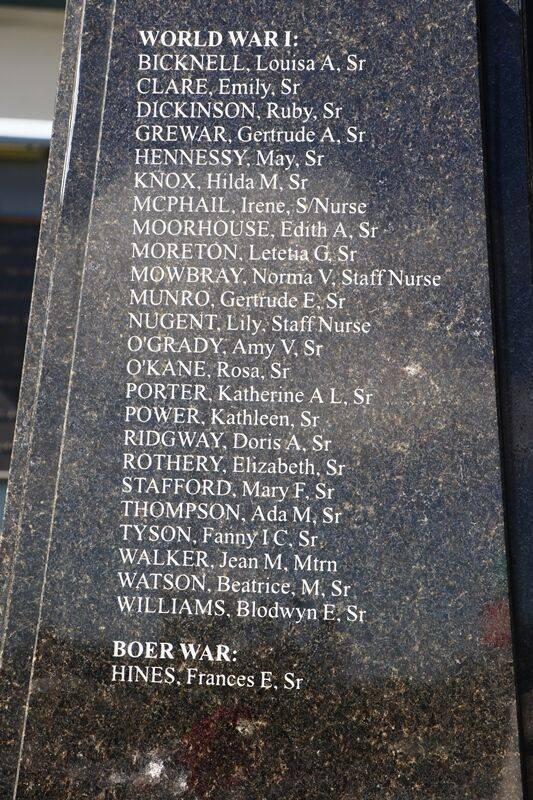 WORLD WAR I:
BICKNELL, Louisa A, Sr
CLARE, Emily, Sr
DICKINSON, Ruby, Sr
GREWAR, Gertrude A, Sr
HENNESSY, May, Sr
KNOX, Hilda M, Sr
MCPHAIL, Irene, S/Nurse
MOORHOUSE, Edith A, Sr
MORETON, Letetia G, Sr
MOWBRAY, Norma V, Staff Nurse
MUNRO, Gertrude E, Sr
NUGENT, Lily, Staff Nurse
O'GRADY, Amy V, Sr
O'KANE, Rosa, Sr
PORTER, Katherine A L, Sr
POWER, Kathleen, Sr
RIDGWAY, Doris A, Sr
ROTHERY, Elizabeth, Sr
STAFFORD, Mary F, Sr
THOMPSON, Ada M, Sr
TYSON, Fanny I C, Sr
WALKER, Jean M, Mtrn
WATSON, Beatrice, M, Sr
WILLIAMS, Blodwyn E, Sr
BOER WAR:
HINES, Frances E, Sr